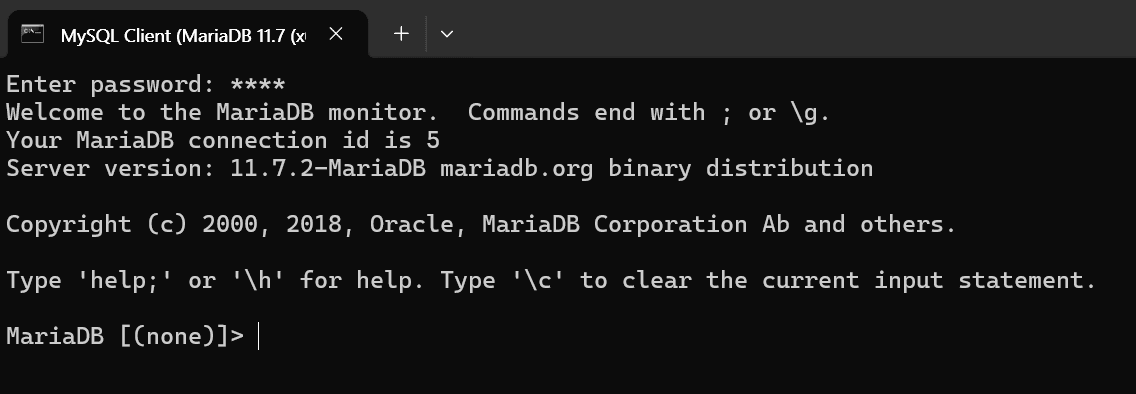 MySQL Client (MariaDB 11.7 (x
Enter password: ****
Welcome to the MariaDB monitor.  Commands end with ; or \g.
Your MariaDB connection id is 5
Server version: 11.7.2-MariaDB mariadb.org binary distribution
Copyright (c) 2000, 2018, Oracle, MariaDB Corporation Ab and others.
Type 'help;' or '\h' for help. Type '\c' to clear the current input statement.
MariaDB [(none)]>